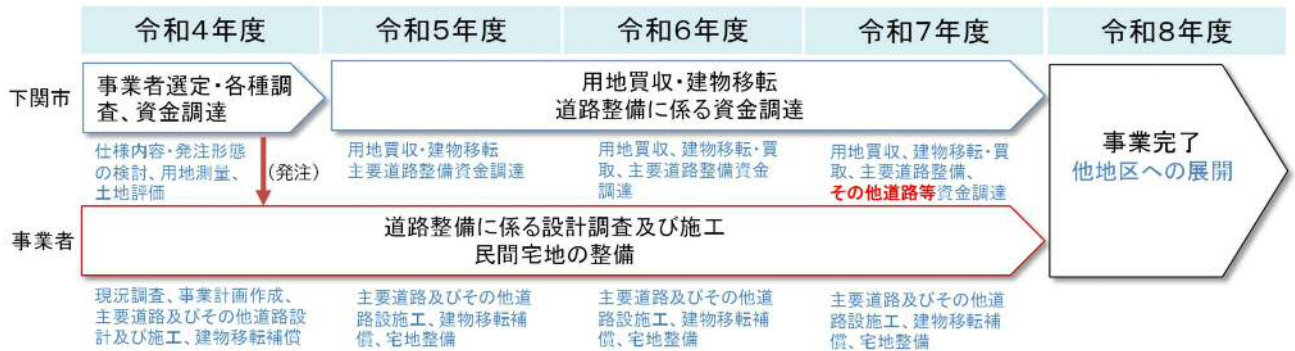 令和4年度 令和5年度 令和6年度 令和7年度 令和8年度
下関市
事業者選定・各種調
査、資金調達
用地買収・建物移転
道路整備に係る資金調達
仕様内容・発注形態
の検討、用地測量、
土地評価
(発注)
用地買収・建物移転
主要道路整備資金調達
用地買収、建物移転・買
取、主要道路整備資金
調達
用地買収、建物移転・買
取、主要道路整備、
その他道路等資金調達
事業完了
他地区への展開
事業者
道路整備に係る設計調査及び施工
民間宅地の整備
現況調査、事業計画作成、
主要道路及びその他道路設
計及び施工、建物移転補償
主要道路及びその他道
路設施工、建物移転補
償、宅地整備
主要道路及びその他道
路設施工、建物移転補
償、宅地整備
主要道路及びその他道
路設施工、建物移転補
償、宅地整備